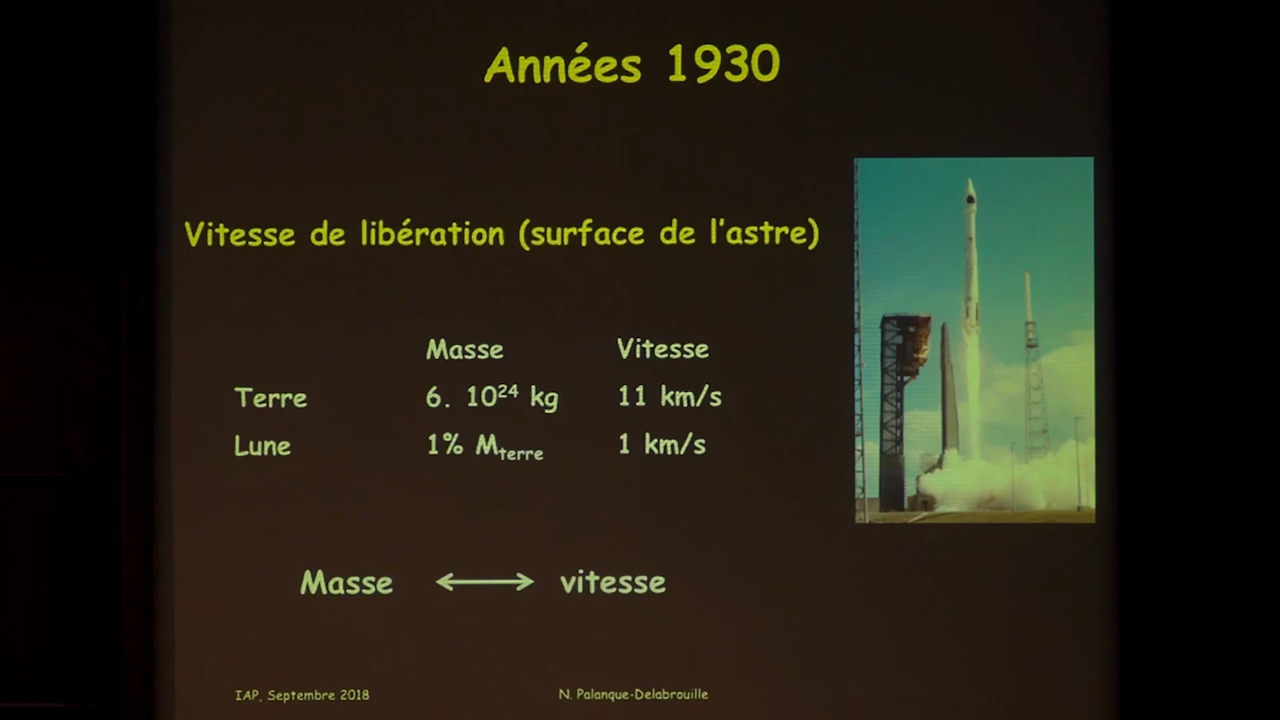 Années 1930
Vitesse de libération (surface de l'astre)
Masse Vitesse
Terre 6. 10²⁴ kg 11 km/s
Lune 1% Mterre 1 km/s
Masse ⟷ vitesse
IAP, Septembre 2018 N. Palanque-Delabrouille